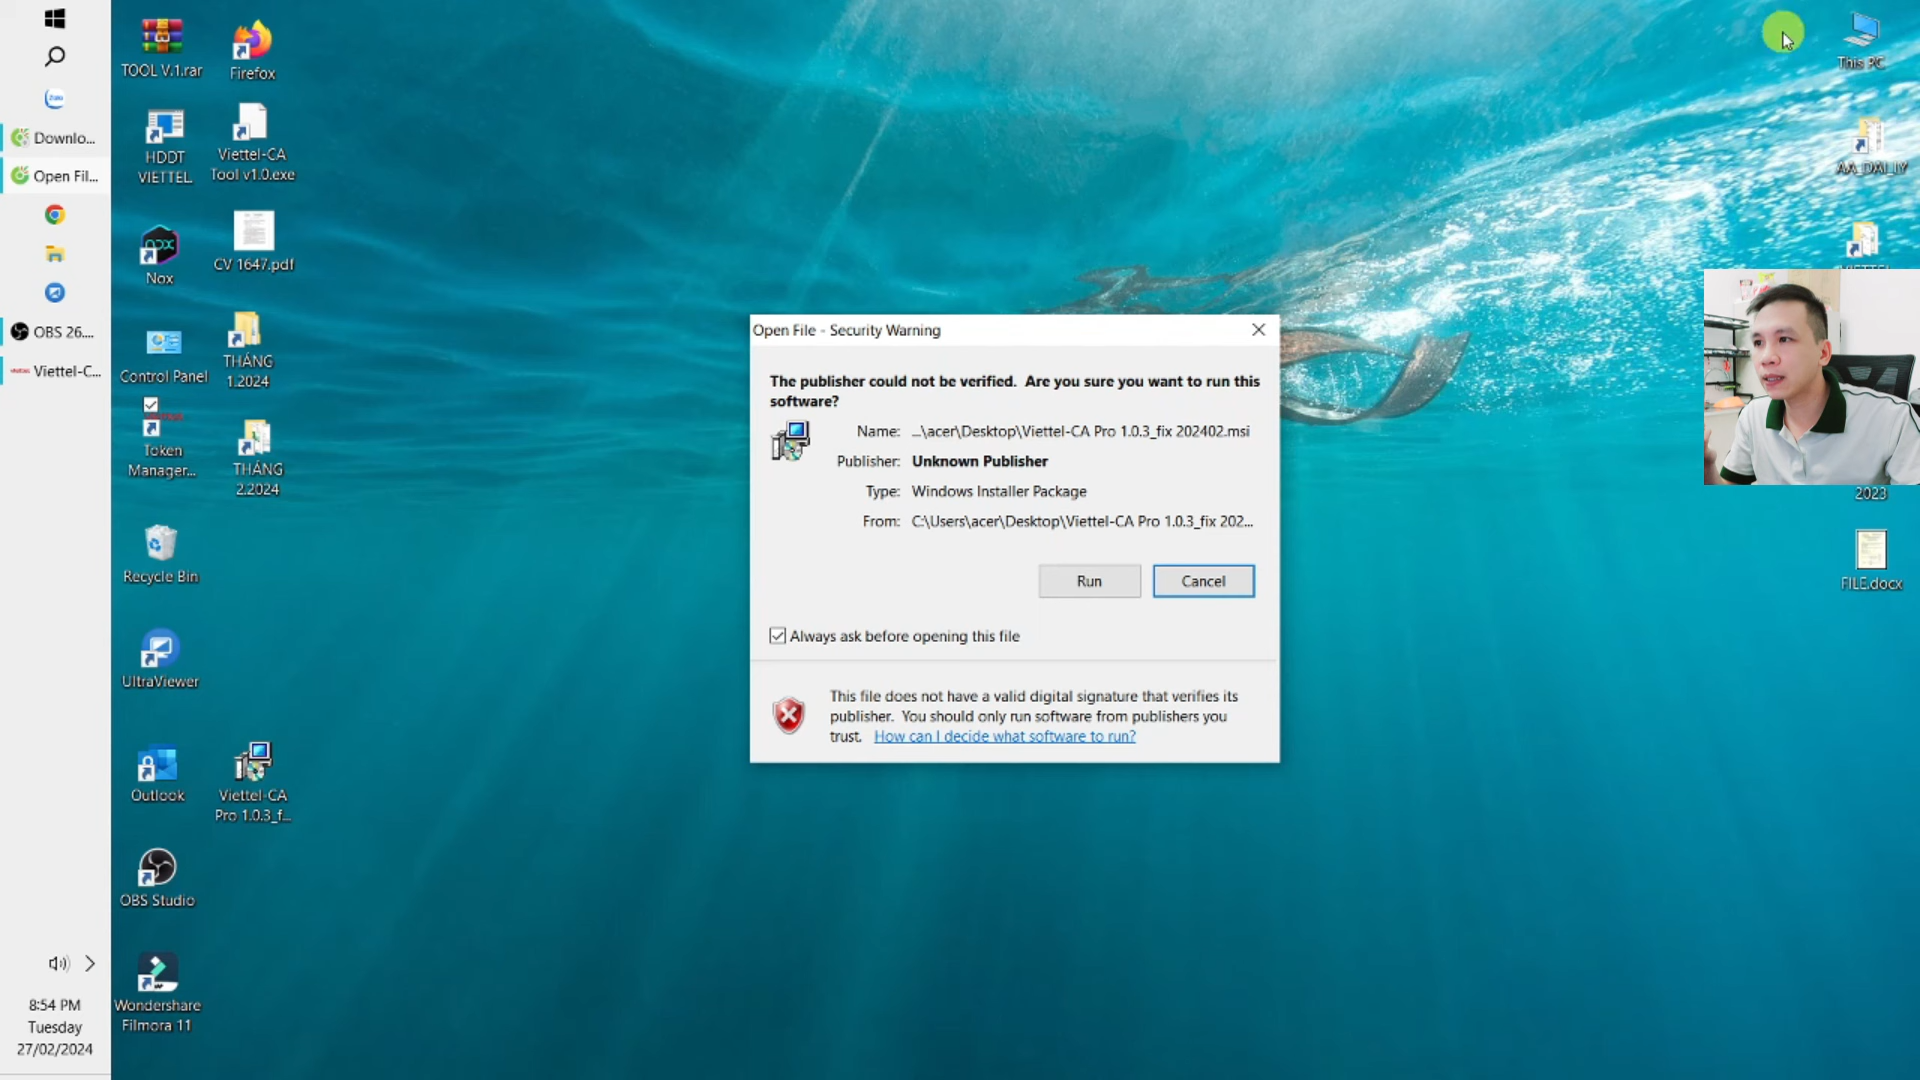 Downlo...
Open Fil...
OBS 26....
Viettel-C...
8:54 PM
Tuesday
27/02/2024
TOOL V.1.rar
Firefox
HDDT
VIETTEL
Viettel-CA
Tool v1.0.exe
Nox
CV 1647.pdf
Control Panel
THÁNG
1.2024
Token
Manager...
THÁNG
2.2024
Recycle Bin
UltraViewer
Outlook
Viettel-CA
Pro 1.0.3_f...
OBS Studio
Wondershare
Filmora 11
Open File - Security Warning
The publisher could not be verified. Are you sure you want to run this
software?
Name: ...\acer\Desktop\Viettel-CA Pro 1.0.3_fix 202402.msi
Publisher: Unknown Publisher
Type: Windows Installer Package
From: C:\Users\acer\Desktop\Viettel-CA Pro 1.0.3_fix 202...
Run
Cancel
Always ask before opening this file
This file does not have a valid digital signature that verifies its
publisher. You should only run software from publishers you
trust. How can I decide what software to run?
This PC
2023
FILE.docx